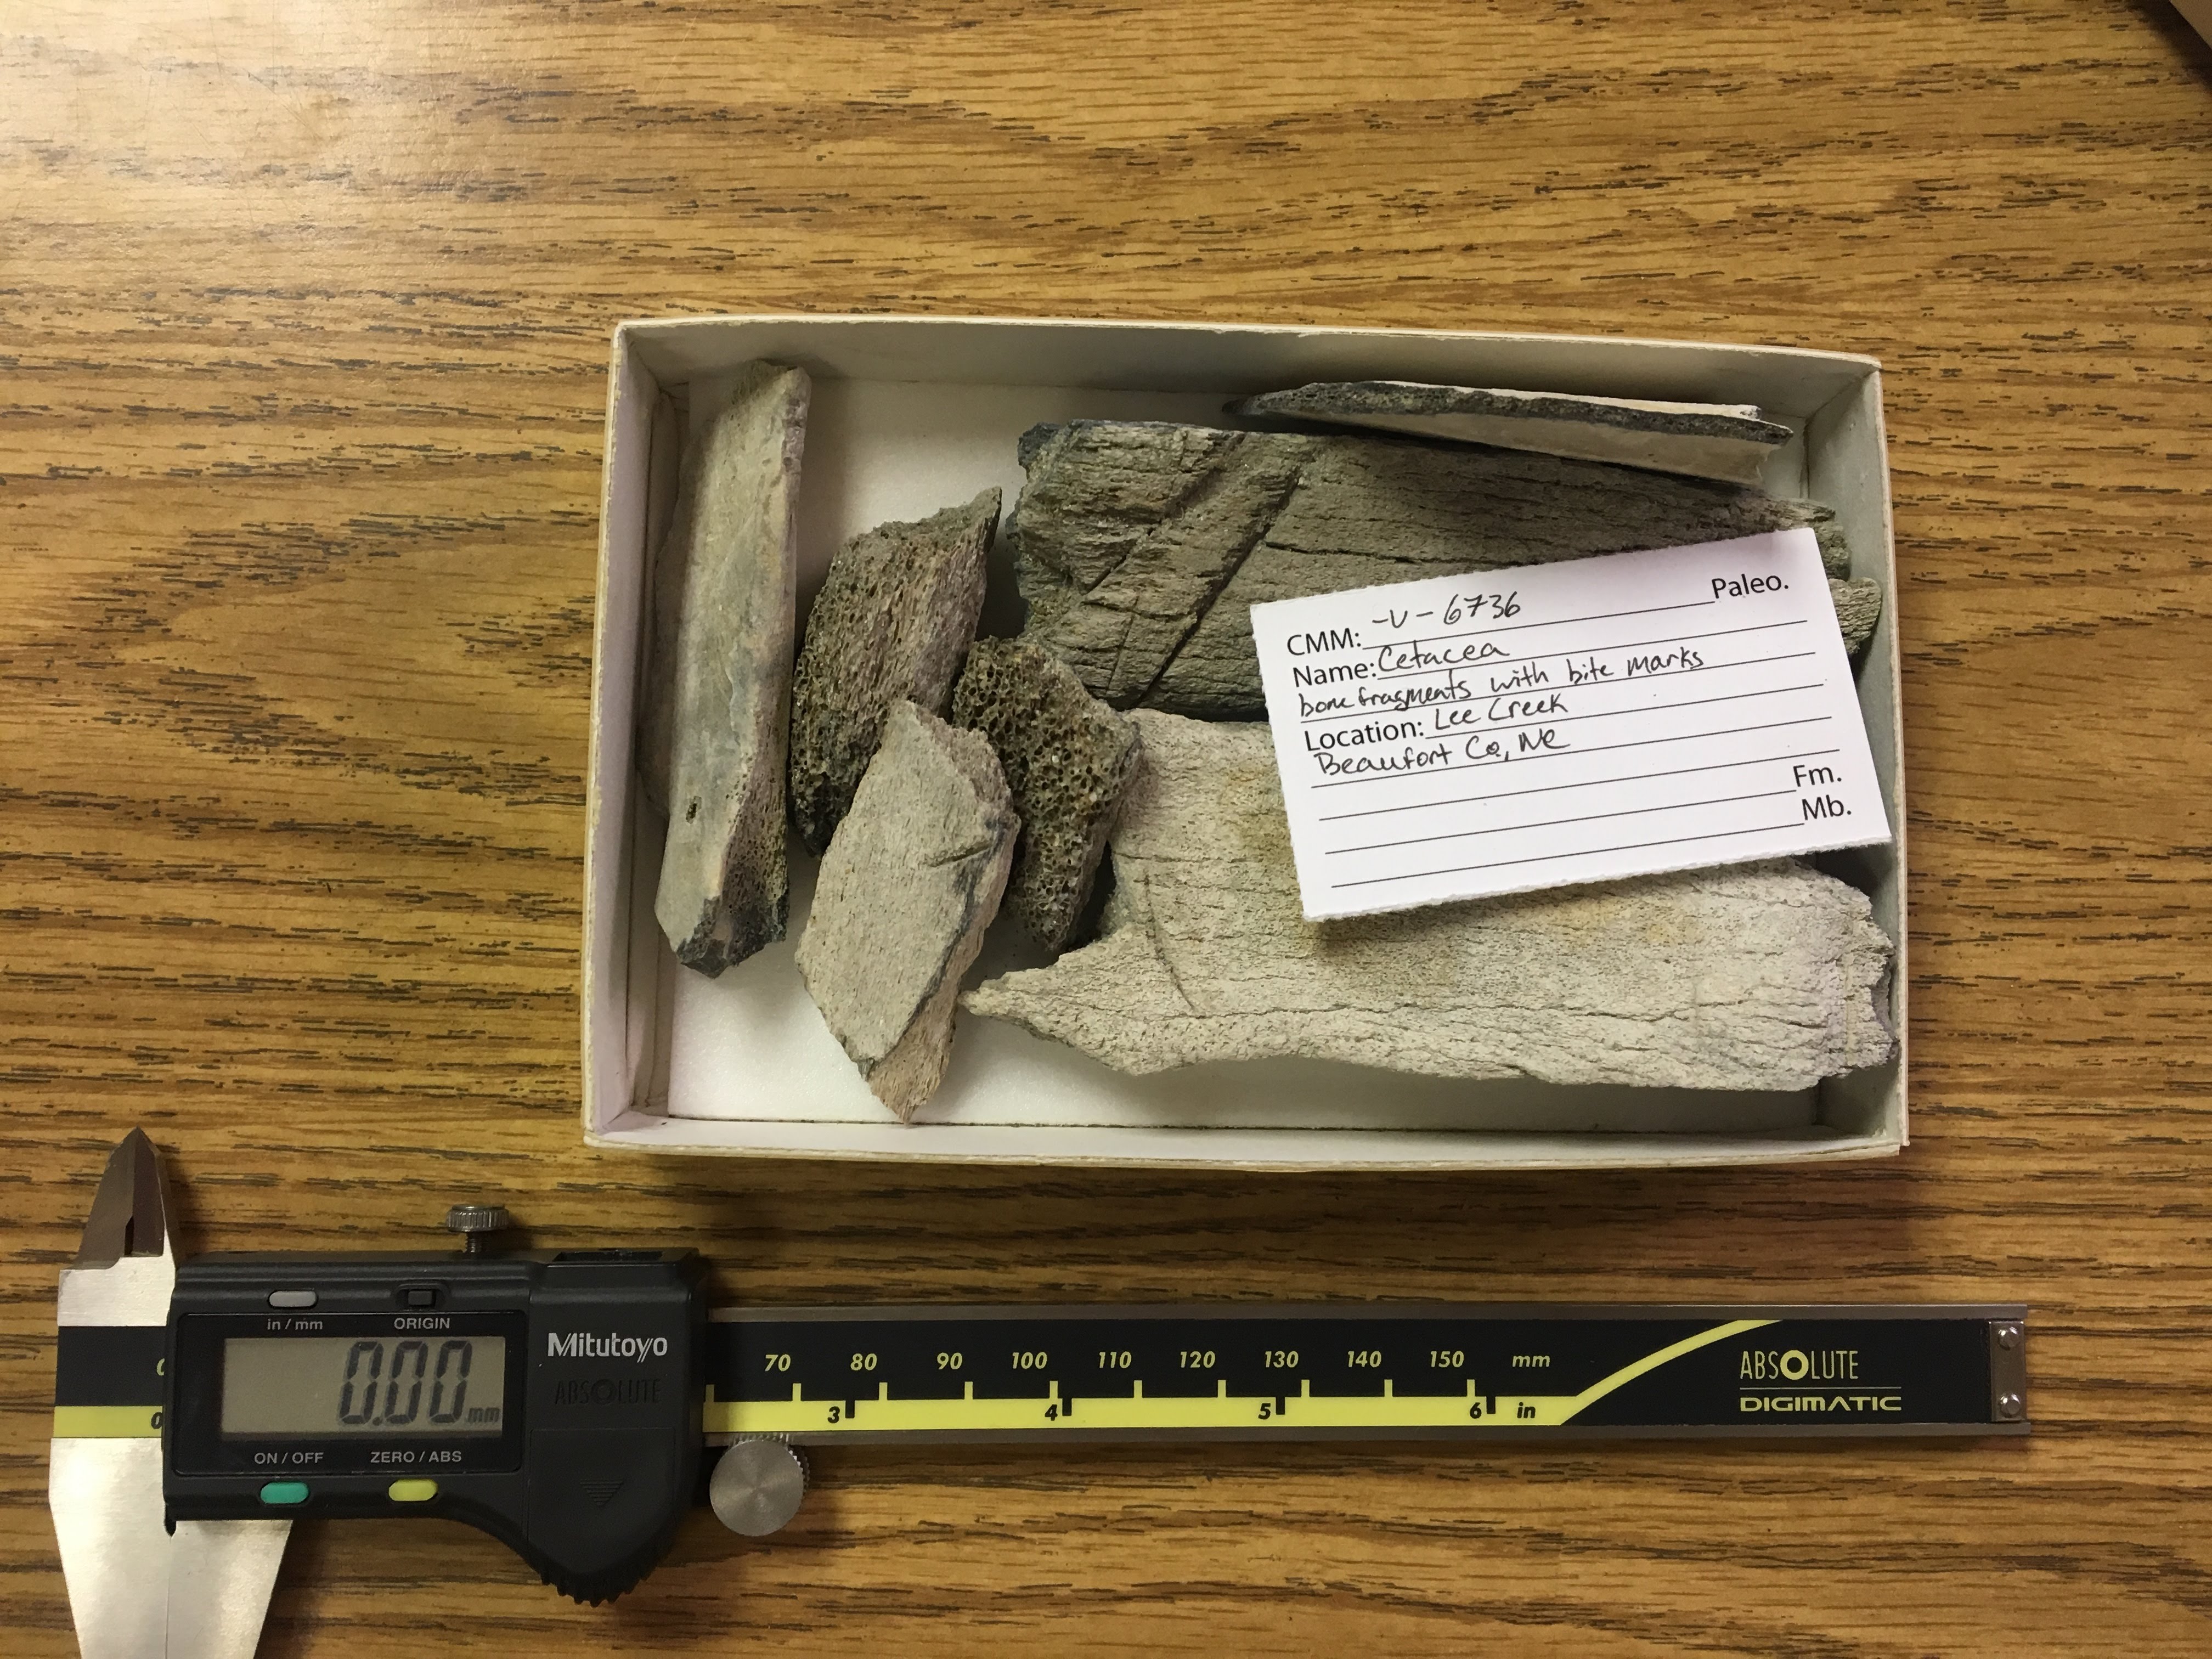 0
0
in/mm
ORIGIN
ON/OFF
ZERO/ABS
0.00 mm
Mitutoyo
ABSOLUTE
70 80 90 100 110 120 130 140 150 mm
3 4 5 6 in
ABSOLUTE
DIGIMATIC
CMM: -V-6736 Paleo.
Name: Cetacea
bone fragments with bite marks
Location: Lee Creek
Beaufort Co, NC
Fm.
Mb.